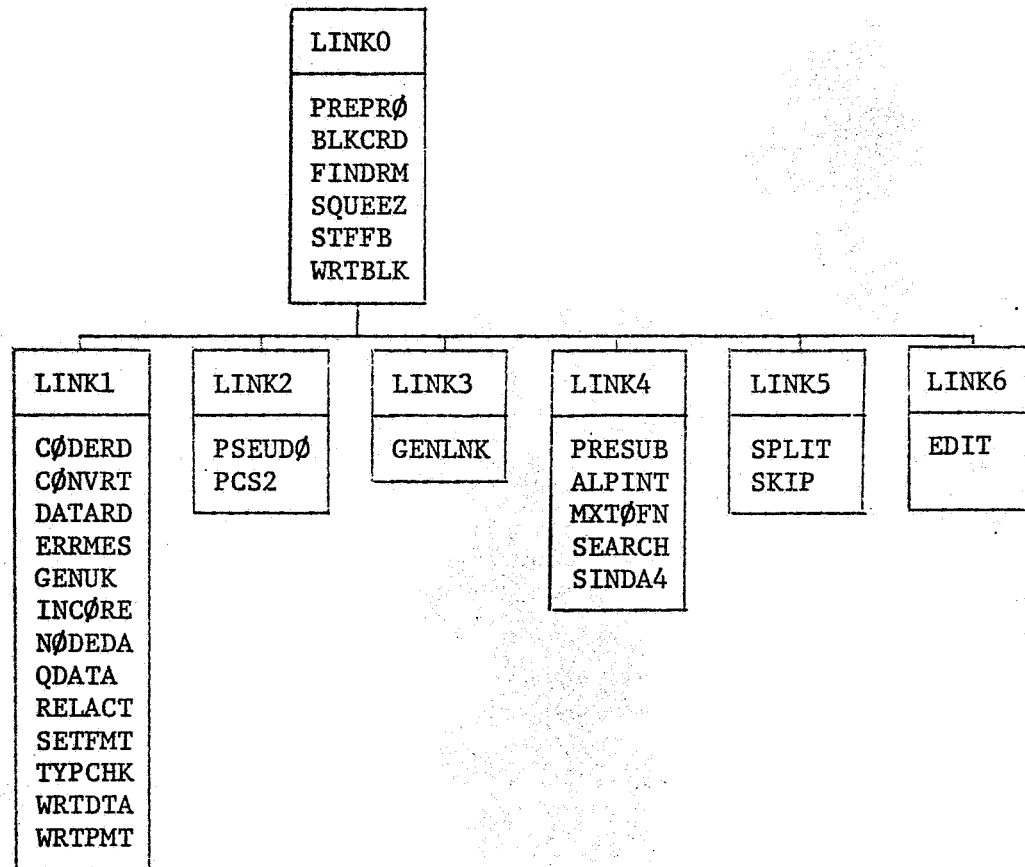 LINK0
PREPRØ
BLKCRD
FINDRM
SQUEEZ
STFFB
WRTBLK
LINK1
CØDERD
CØNVRT
DATARD
ERRMES
GENUK
INCØRE
NØDEDA
QDATA
RELACT
SETFMT
TYPCHK
WRTDTA
WRTPMT
LINK2
PSEUDØ
PCS2
LINK3
GENLNK
LINK4
PRESUB
ALPINT
MXTØFN
SEARCH
SINDA4
LINK5
SPLIT
SKIP
LINK6
EDIT